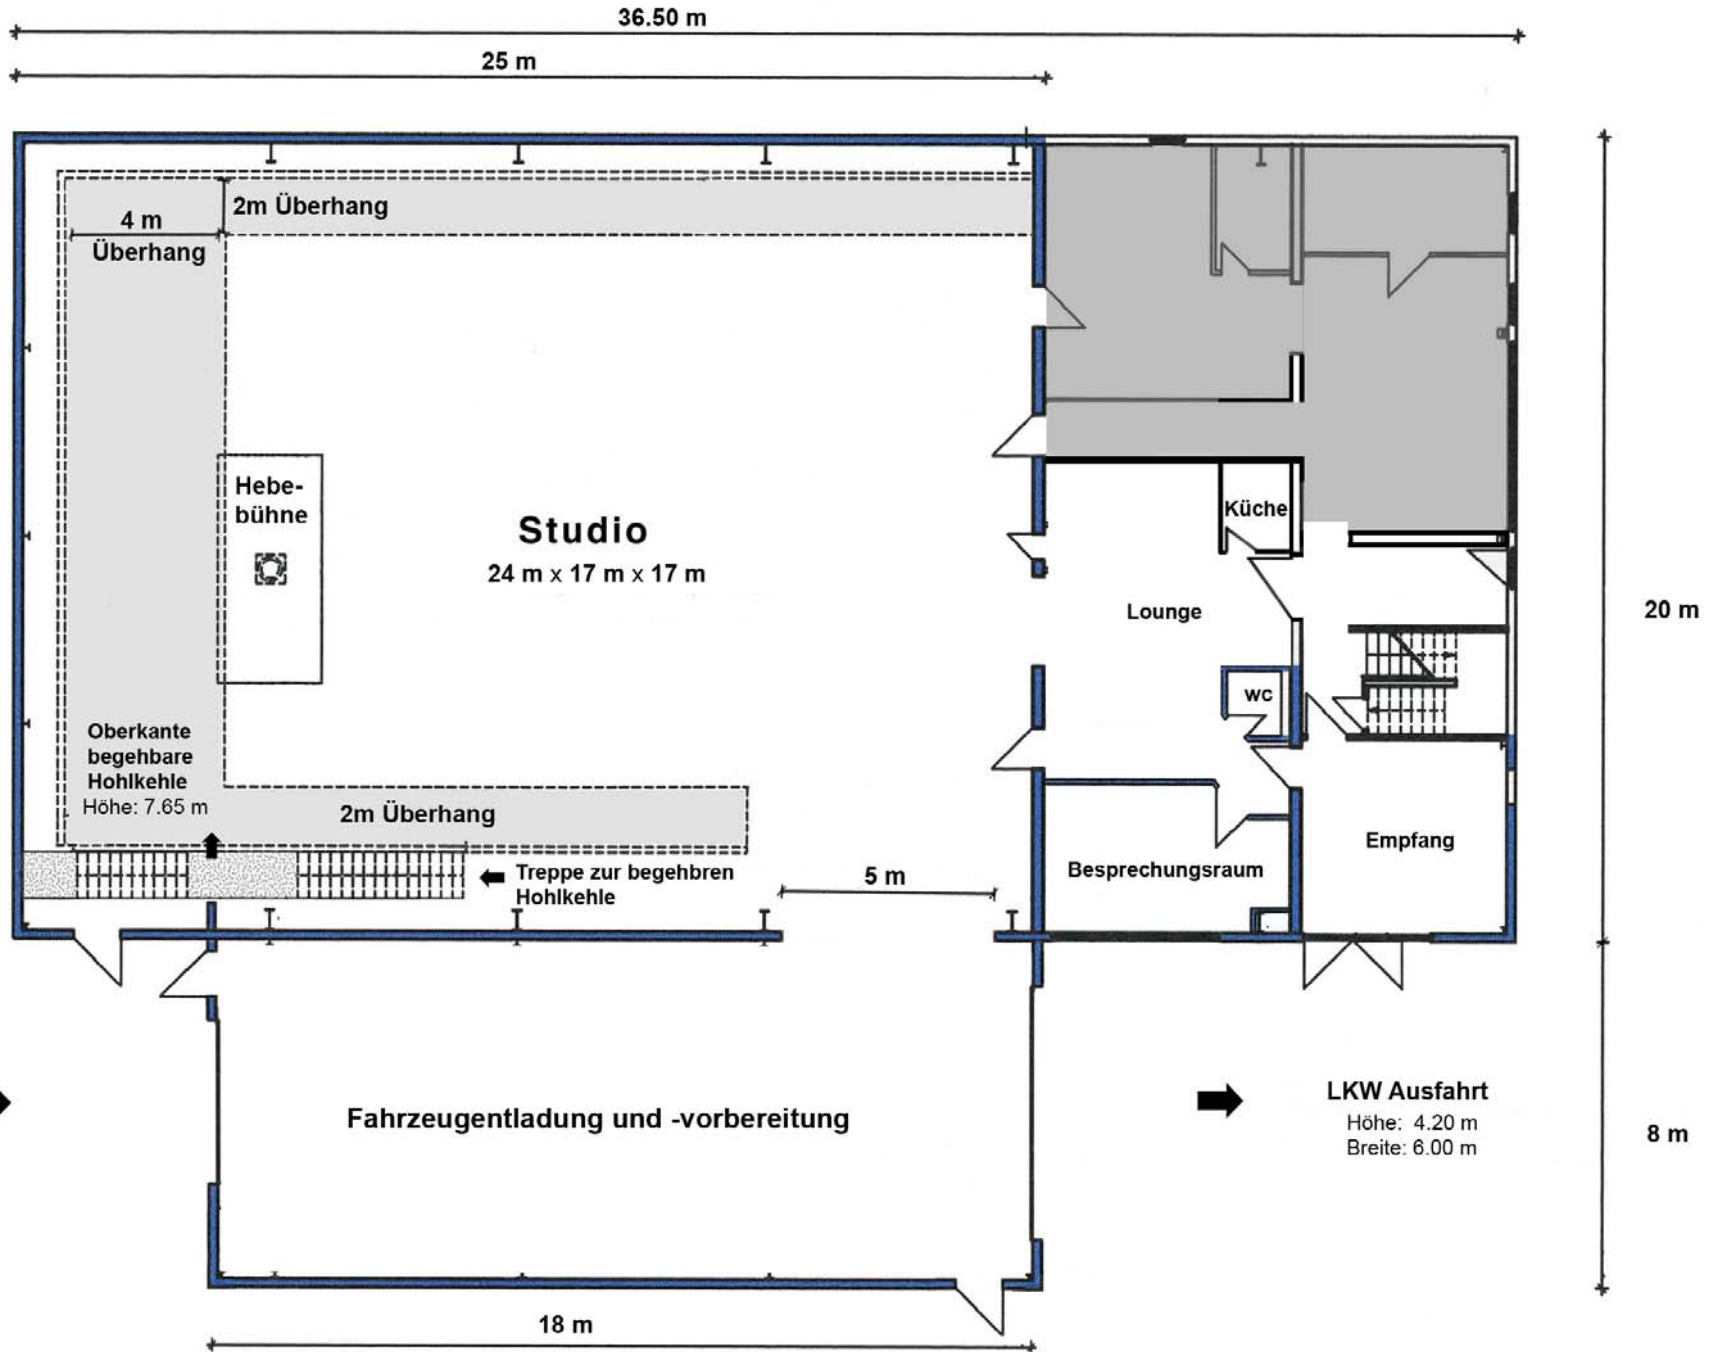 36.50 m
25 m
2m Überhang
4 m
Überhang
Hebe-
bühne
Studio
24 m x 17 m x 17 m
Küche
Lounge
20 m
wc
Oberkante
begehbare
Hohlkehle
Höhe: 7.65 m
2m Überhang
Empfang
Besprechungsraum
Treppe zur begehbren
Hohlkehle
5 m
Fahrzeugentladung und -vorbereitung
LKW Ausfahrt
Höhe: 4.20 m
Breite: 6.00 m
8 m
18 m